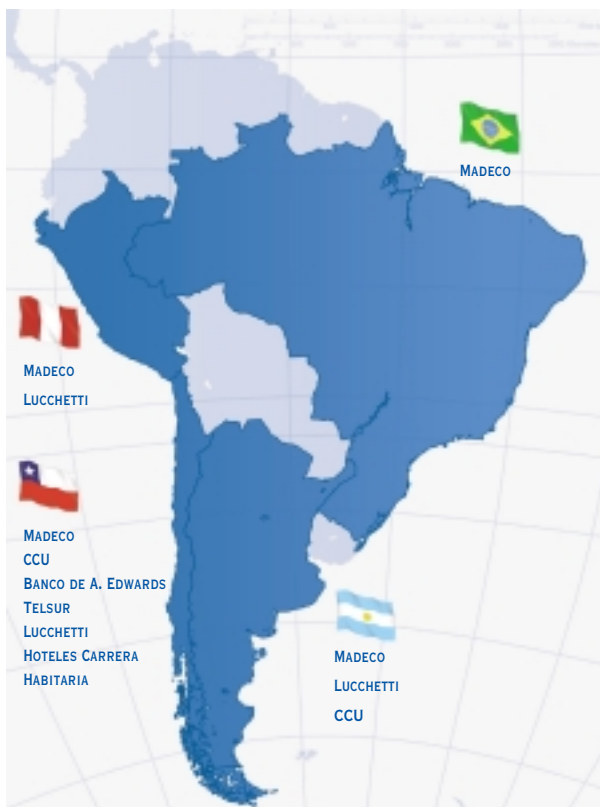 MADECO
MADECO
LUCCHETTI
MADECO
CCU
BANCO DE A. EDWARDS
TELSUR
LUCCHETTI
HOTELES CARRERA
HABITARIA
MADECO
LUCCHETTI
CCU